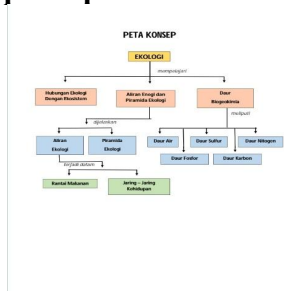 PETA KONSEP
EKOLOGI
mempelajari
Hubungan Ekologi
Dengan Ekosistem
Aliran Enegi dan
Piramida Ekologi
Daur
Biogeokimia
dijelaskan
meliputi
Aliran
Ekologi
Piramida
Ekologi
Daur Air
Daur Sulfur
Daur Nitogen
Daur Fosfor
Daur Karbon
terjadi dalam
Rantai Makanan
Jaring – Jaring
Kehidupan